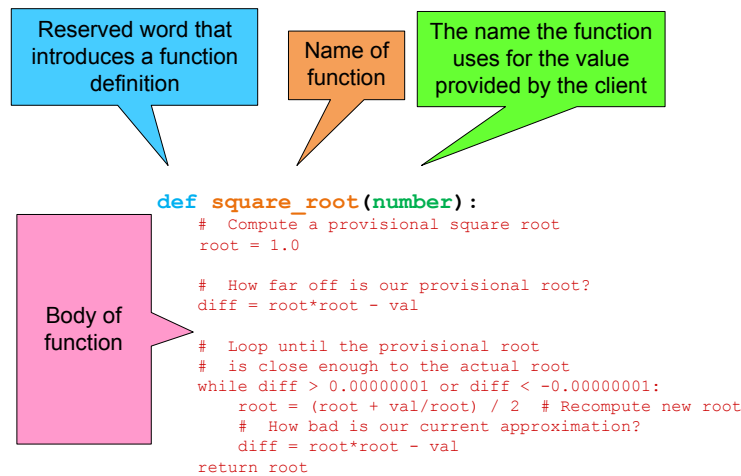 Reserved word that
introduces a function
definition
Name of
function
The name the function
uses for the value
provided by the client
def square_root(number):
# Compute a provisional square root
root = 1.0
# How far off is our provisional root?
diff = root*root - val
# Loop until the provisional root
# is close enough to the actual root
while diff > 0.00000001 or diff < -0.00000001:
root = (root + val/root) / 2 # Recompute new root
# How bad is our current approximation?
diff = root*root - val
return root
Body of
function